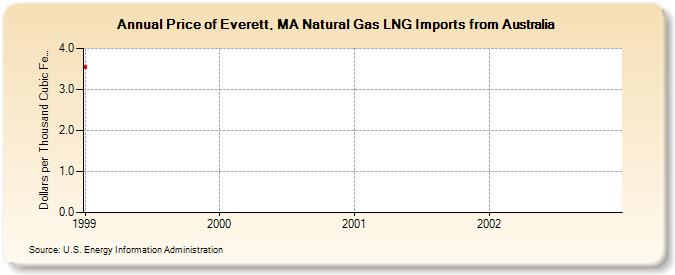 Annual Price of Everett, MA Natural Gas LNG Imports from Australia
Dollars per Thousand Cubic Fe...
4.0
3.0
2.0
1.0
0.0
1999 2000 2001 2002
Source: U.S. Energy Information Administration